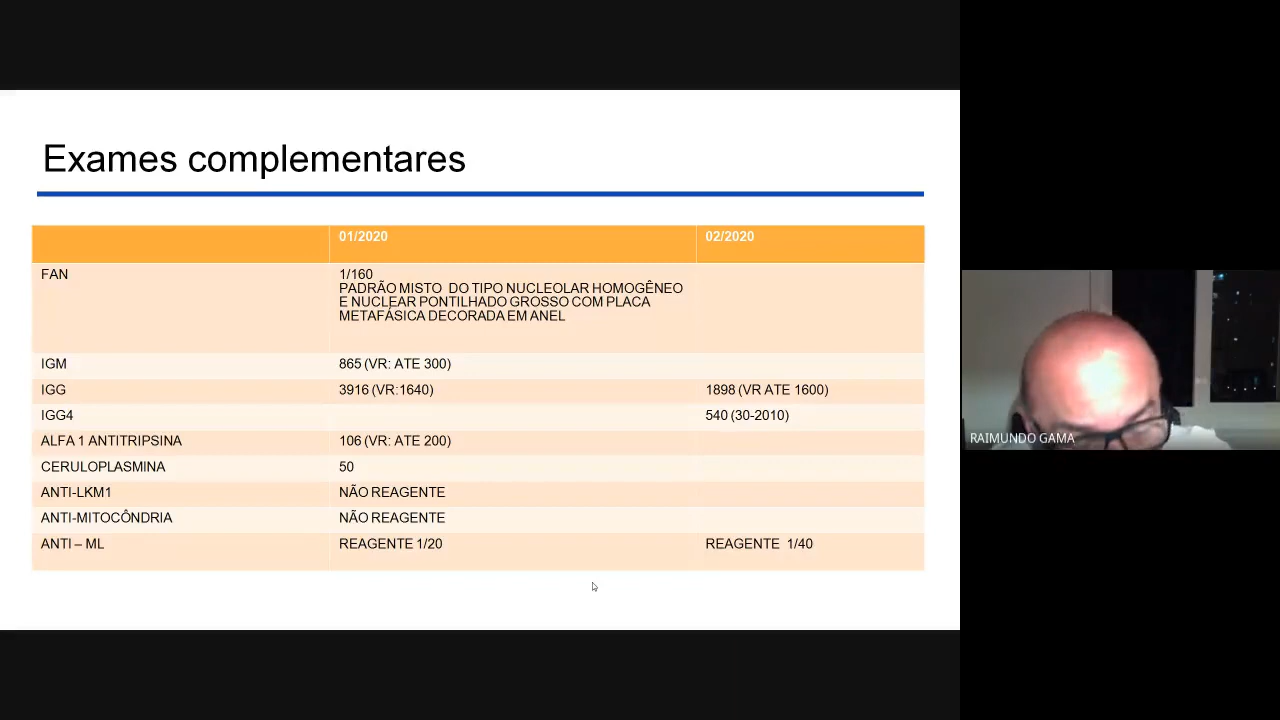 Exames complementares
01/2020 02/2020
FAN 1/160
PADRÃO MISTO DO TIPO NUCLEOLAR HOMOGÊNEO
E NUCLEAR PONTILHADO GROSSO COM PLACA
METAFÁSICA DECORADA EM ANEL
IGM 865 (VR: ATE 300)
IGG 3916 (VR:1640) 1898 (VR ATE 1600)
IGG4 540 (30-2010)
ALFA 1 ANTITRIPSINA 106 (VR: ATE 200)
CERULOPLASMINA 50
ANTI-LKM1 NÃO REAGENTE
ANTI-MITOCÔNDRIA NÃO REAGENTE
ANTI – ML REAGENTE 1/20 REAGENTE 1/40
RAIMUNDO GAMA